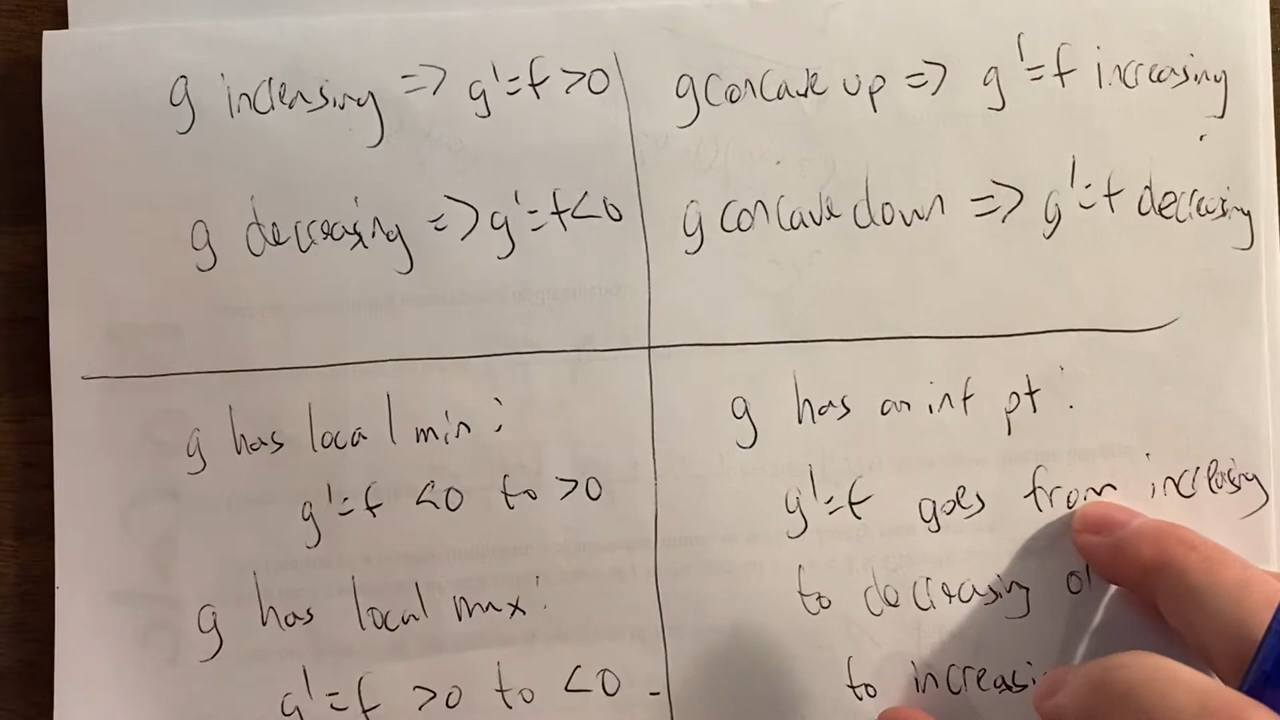 g increasing => g'=f>0
g decreasing => g'=f<0
g concave up => g'=f increasing
g concave down => g'=f decreasing
g has local min:
g'=f <0 to >0
g has local max:
g'=f >0 to <0
g has an inf pt:
g'=f goes from increasing
to decreasing
to